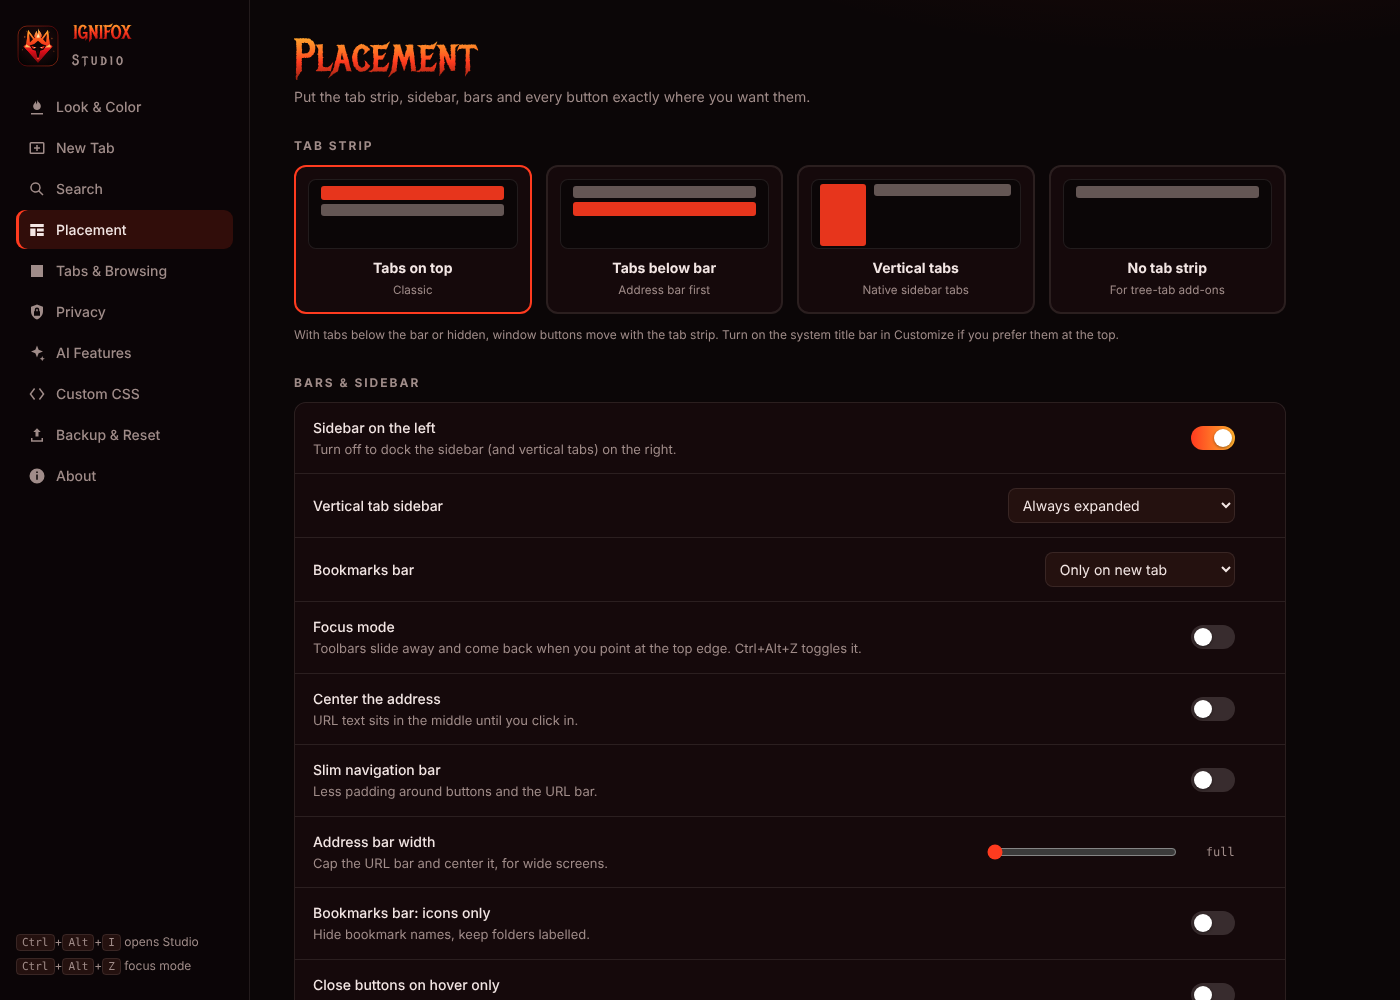 IGNIFOX
STUDIO
Look & Color
New Tab
Search
Placement
Tabs & Browsing
Privacy
AI Features
Custom CSS
Backup & Reset
About
Ctrl+Alt+I opens Studio
Ctrl+Alt+Z focus mode
PLACEMENT
Put the tab strip, sidebar, bars and every button exactly where you want them.
TAB STRIP
Tabs on top
Classic
Tabs below bar
Address bar first
Vertical tabs
Native sidebar tabs
No tab strip
For tree-tab add-ons
With tabs below the bar or hidden, window buttons move with the tab strip. Turn on the system title bar in Customize if you prefer them at the top.
BARS & SIDEBAR
Sidebar on the left
Turn off to dock the sidebar (and vertical tabs) on the right.
Vertical tab sidebar
Always expanded
Bookmarks bar
Only on new tab
Focus mode
Toolbars slide away and come back when you point at the top edge. Ctrl+Alt+Z toggles it.
Center the address
URL text sits in the middle until you click in.
Slim navigation bar
Less padding around buttons and the URL bar.
Address bar width
Cap the URL bar and center it, for wide screens.
full
Bookmarks bar: icons only
Hide bookmark names, keep folders labelled.
Close buttons on hover only